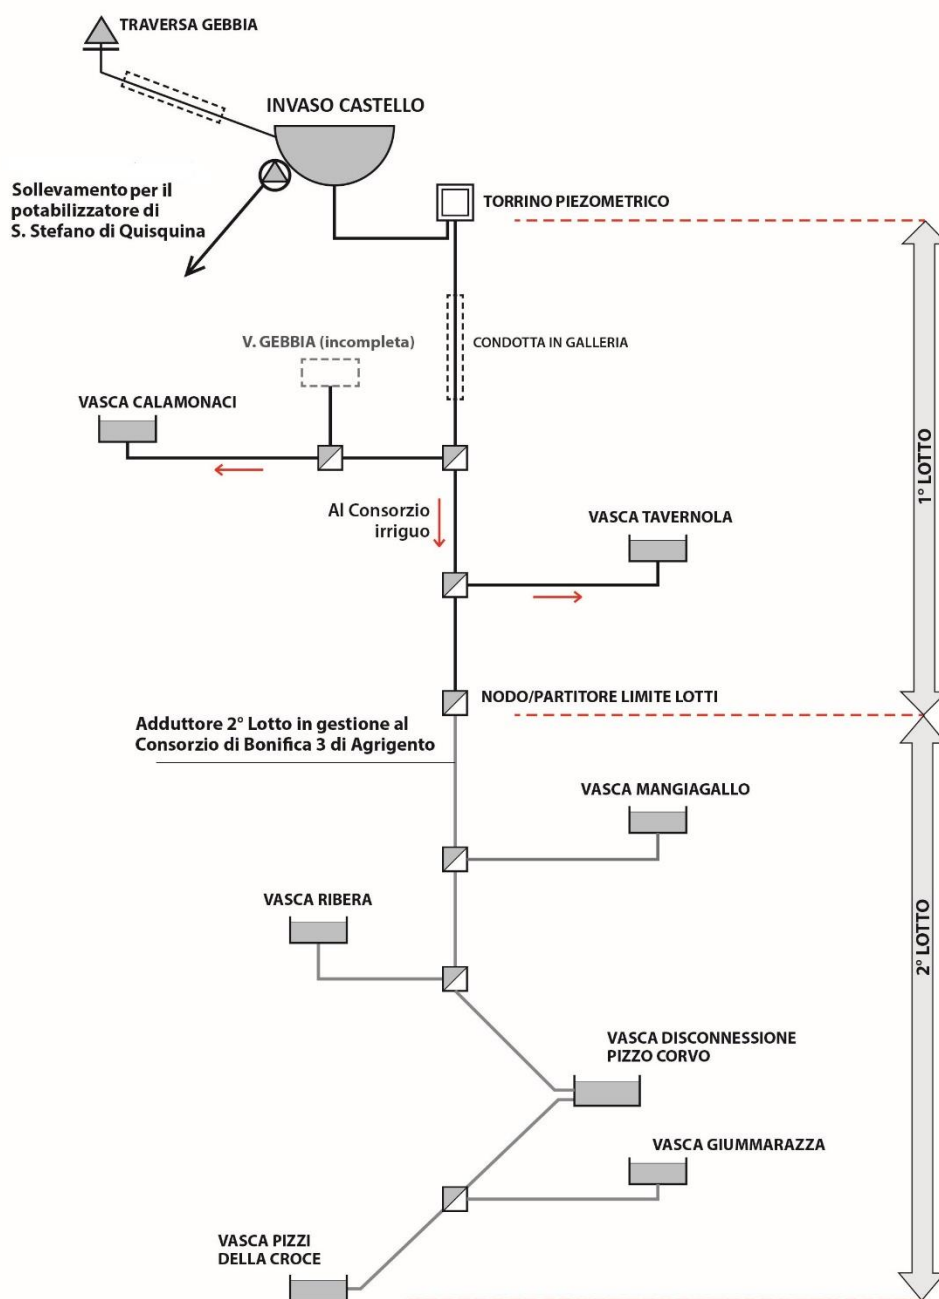 TRAVERSA GEBBIA
INVASO CASTELLO
Sollevamento per il
potabilizzatore di
S. Stefano di Quisquina
TORRINO PIEZOMETRICO
V. GEBBIA (incompleta)
CONDOTTA IN GALLERIA
VASCA CALAMONACI
1° LOTTO
Al Consorzio
irriguo
VASCA TAVERNOLA
NODO/PARTITORE LIMITE LOTTI
Adduttore 2° Lotto in gestione al
Consorzio di Bonifica 3 di Agrigento
VASCA MANGIAGALLO
VASCA RIBERA
2° LOTTO
VASCA DISCONNESSIONE
PIZZO CORVO
VASCA GIUMMARAZZA
VASCA PIZZI
DELLA CROCE